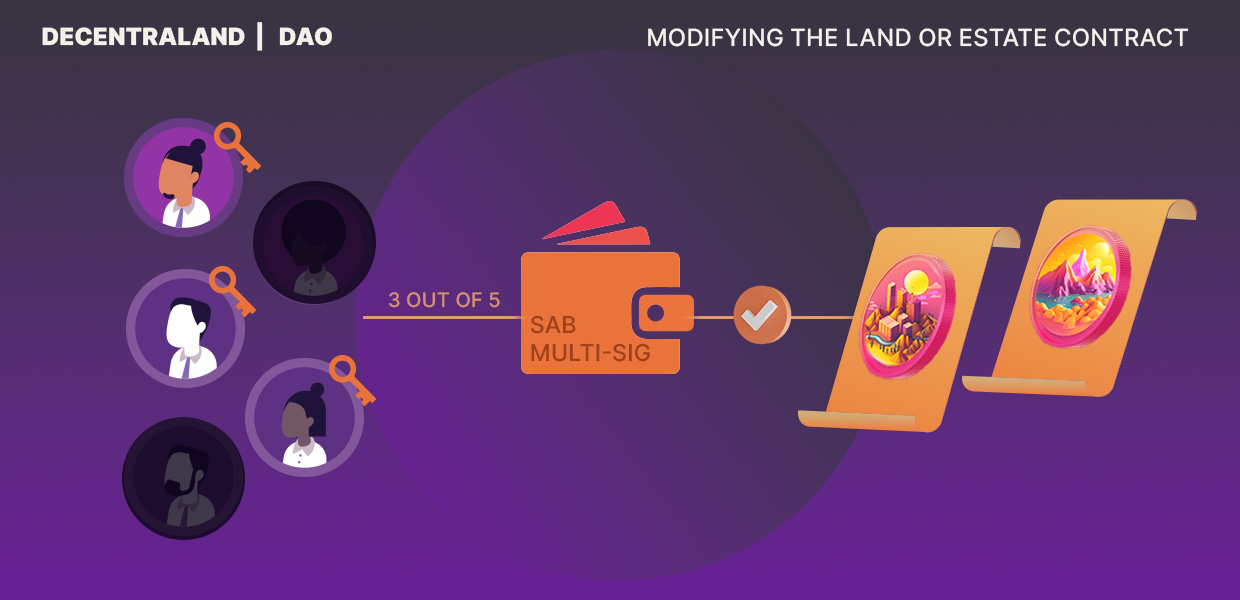 DECENTRALAND | DAO
MODIFYING THE LAND OR ESTATE CONTRACT
3 OUT OF 5
SAB
MULTI-SIG